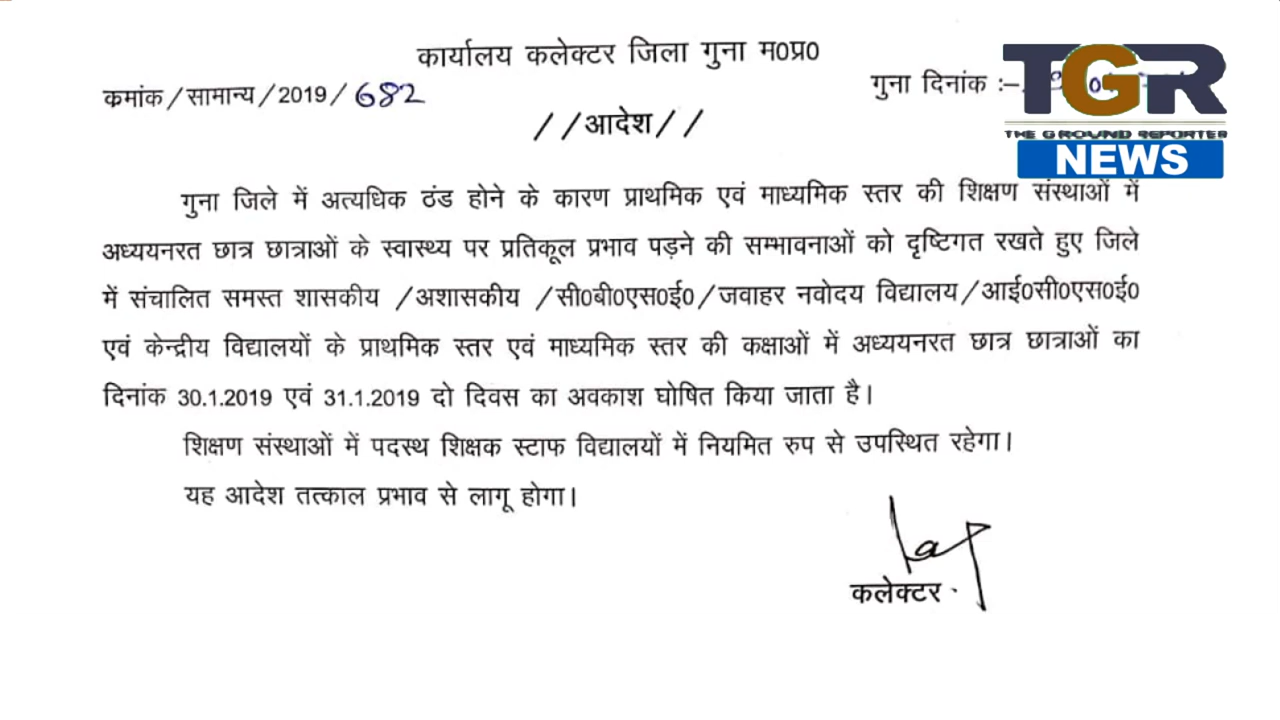 कार्यालय कलेक्टर जिला गुना म0प्र0
कमांक/सामान्य/2019/682
गुना दिनांक :–
//आदेश//
TGR
THE GROUND REPORTER
NEWS
गुना जिले में अत्यधिक ठंड होने के कारण प्राथमिक एवं माध्यमिक स्तर की शिक्षण संस्थाओं में
अध्ययनरत छात्र छात्राओं के स्वास्थ्य पर प्रतिकूल प्रभाव पड़ने की सम्भावनाओं को दृष्टिगत रखते हुए जिले
में संचालित समस्त शासकीय /अशासकीय /सी0बी0एस0ई0/जवाहर नवोदय विद्यालय/आई0सी0एस0ई0
एवं केन्द्रीय विद्यालयों के प्राथमिक स्तर एवं माध्यमिक स्तर की कक्षाओं में अध्ययनरत छात्र छात्राओं का
दिनांक 30.1.2019 एवं 31.1.2019 दो दिवस का अवकाश घोषित किया जाता है।
शिक्षण संस्थाओं में पदस्थ शिक्षक स्टाफ विद्यालयों में नियमित रुप से उपस्थित रहेगा।
यह आदेश तत्काल प्रभाव से लागू होगा।
कलेक्टर